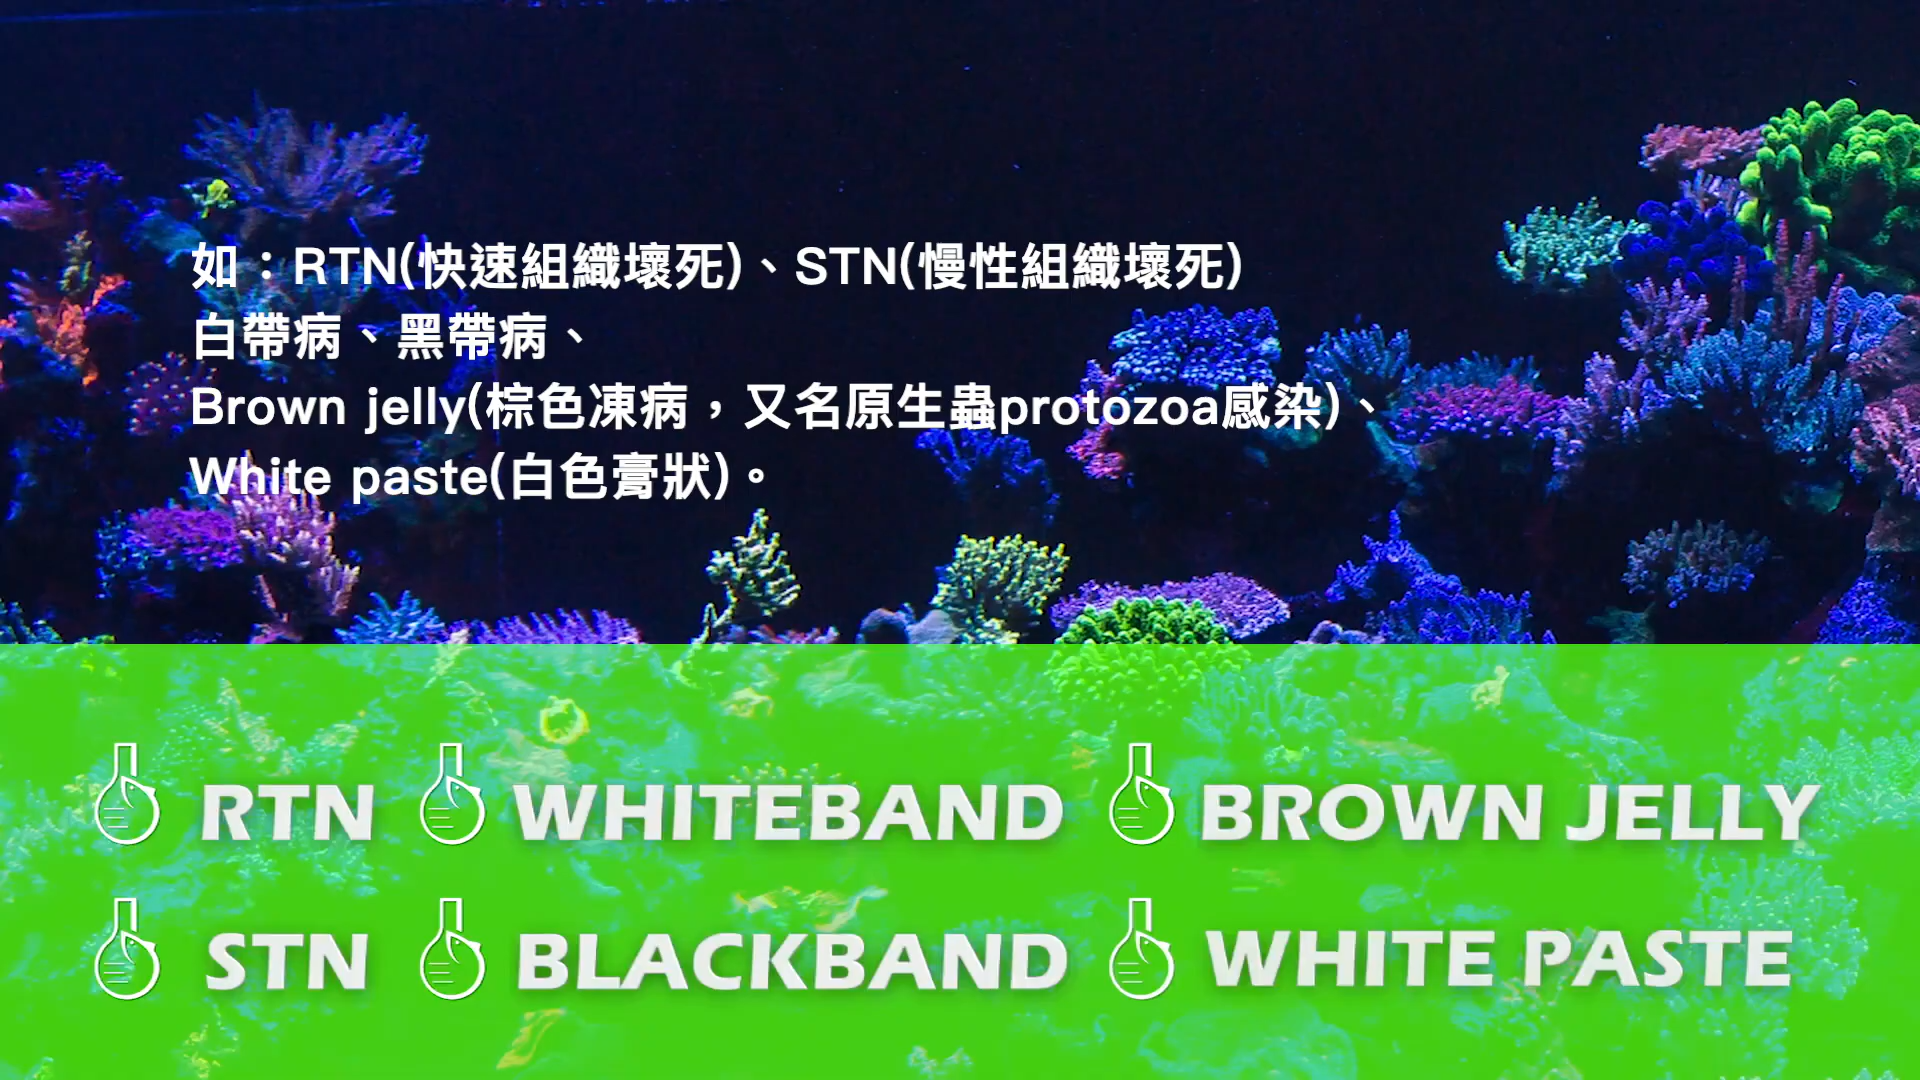 如：RTN(快速組織壞死)、STN(慢性組織壞死)
白帶病、黑帶病、
Brown jelly(棕色凍病，又名原生蟲protozoa感染)、
White paste(白色膏狀)。
RTN WHITEBAND BROWN JELLY
STN BLACKBAND WHITE PASTE